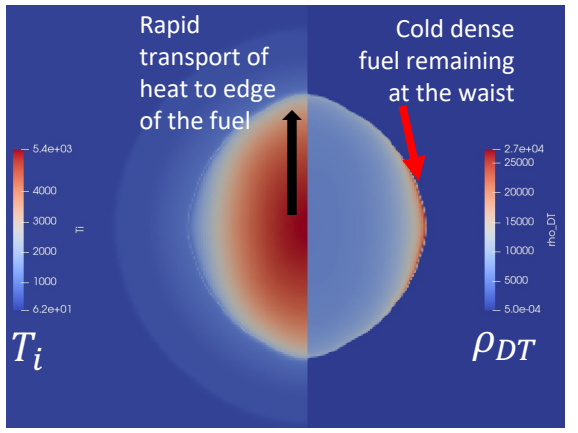 Rapid
transport of
heat to edge
of the fuel
Cold dense
fuel remaining
at the waist
5.4e+03
4000
3000
2000
1000
6.2e+01
Ti
2.7e+04
25000
20000
15000
10000
5000
5.0e-04
rho_DT
T_i
ρ_DT